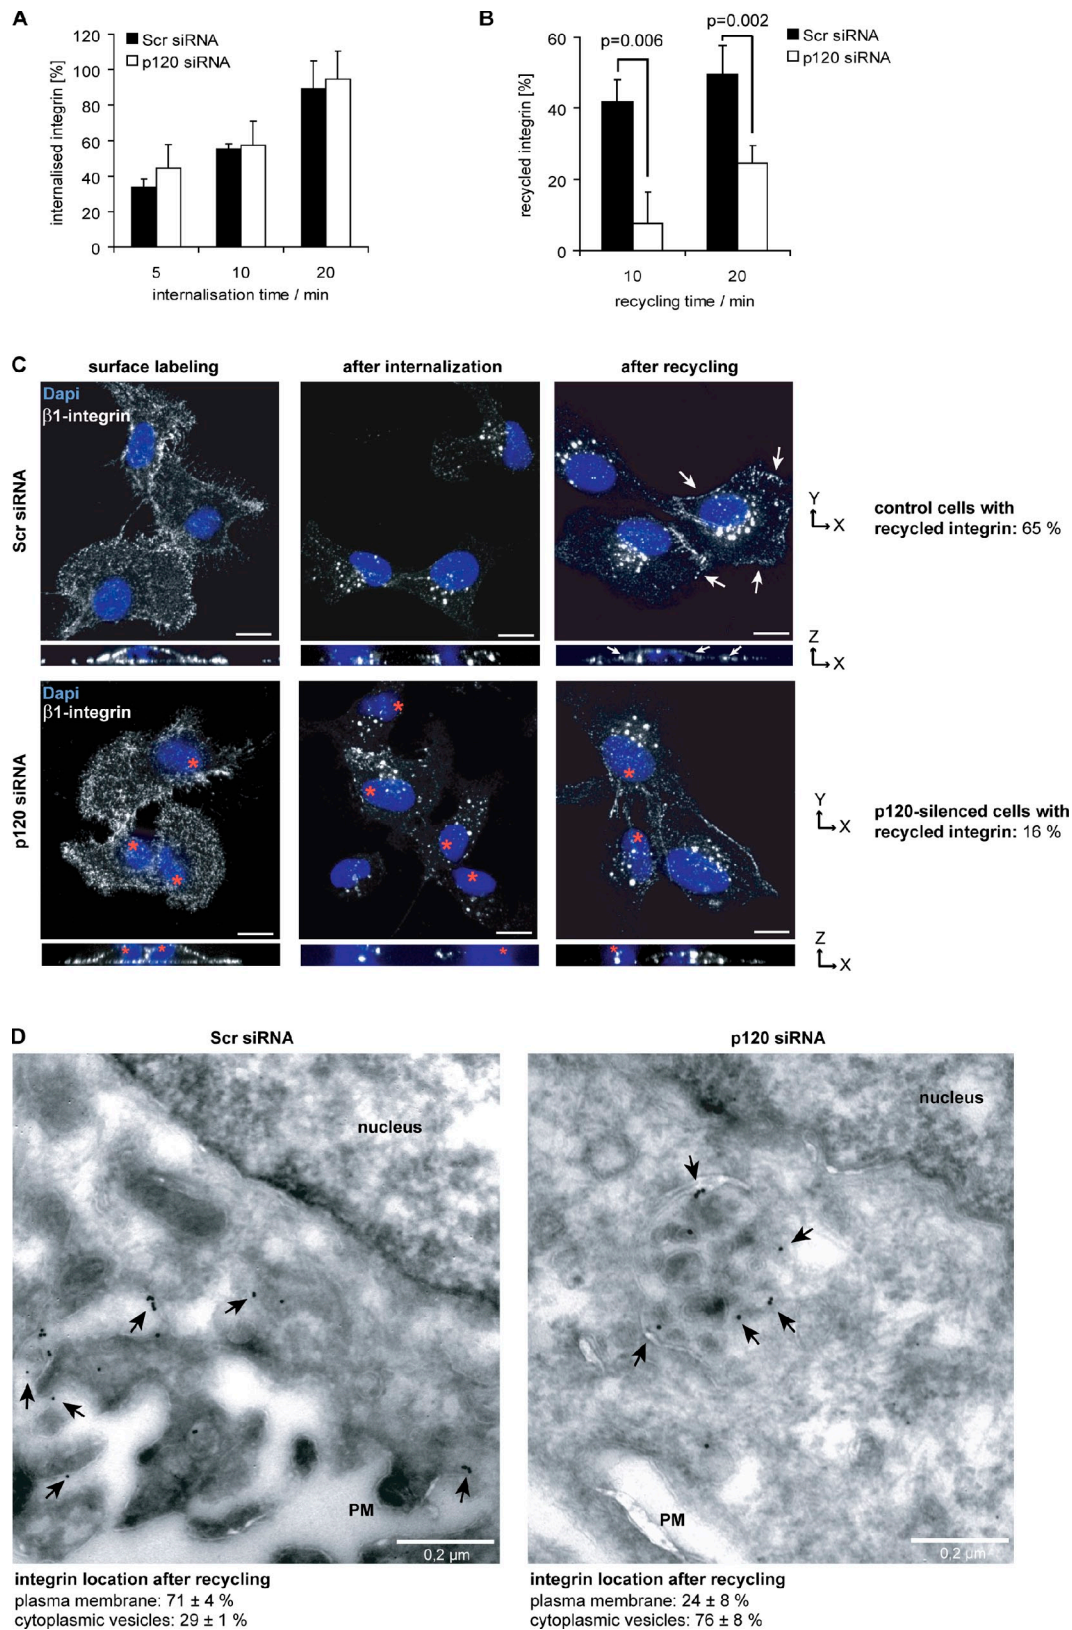 A
120
100
80
60
40
20
0
internalised integrin [%]
Scr siRNA
p120 siRNA
5 10 20
internalisation time / min
B
60
40
20
0
recycled integrin [%]
p=0.006
p=0.002
Scr siRNA
p120 siRNA
10 20
recycling time / min
C
surface labeling
after internalization
after recycling
Scr siRNA
Dapi
β1-integrin
Y
X
control cells with
recycled integrin: 65 %
Z
X
p120 siRNA
Dapi
β1-integrin
*
*
*
*
*
*
*
*
*
Y
X
p120-silenced cells with
recycled integrin: 16 %
*
*
*
*
Z
X
D
Scr siRNA
p120 siRNA
nucleus
PM
0,2 µm
nucleus
PM
0,2 µm
integrin location after recycling
plasma membrane: 71 ± 4 %
cytoplasmic vesicles: 29 ± 1 %
integrin location after recycling
plasma membrane: 24 ± 8 %
cytoplasmic vesicles: 76 ± 8 %